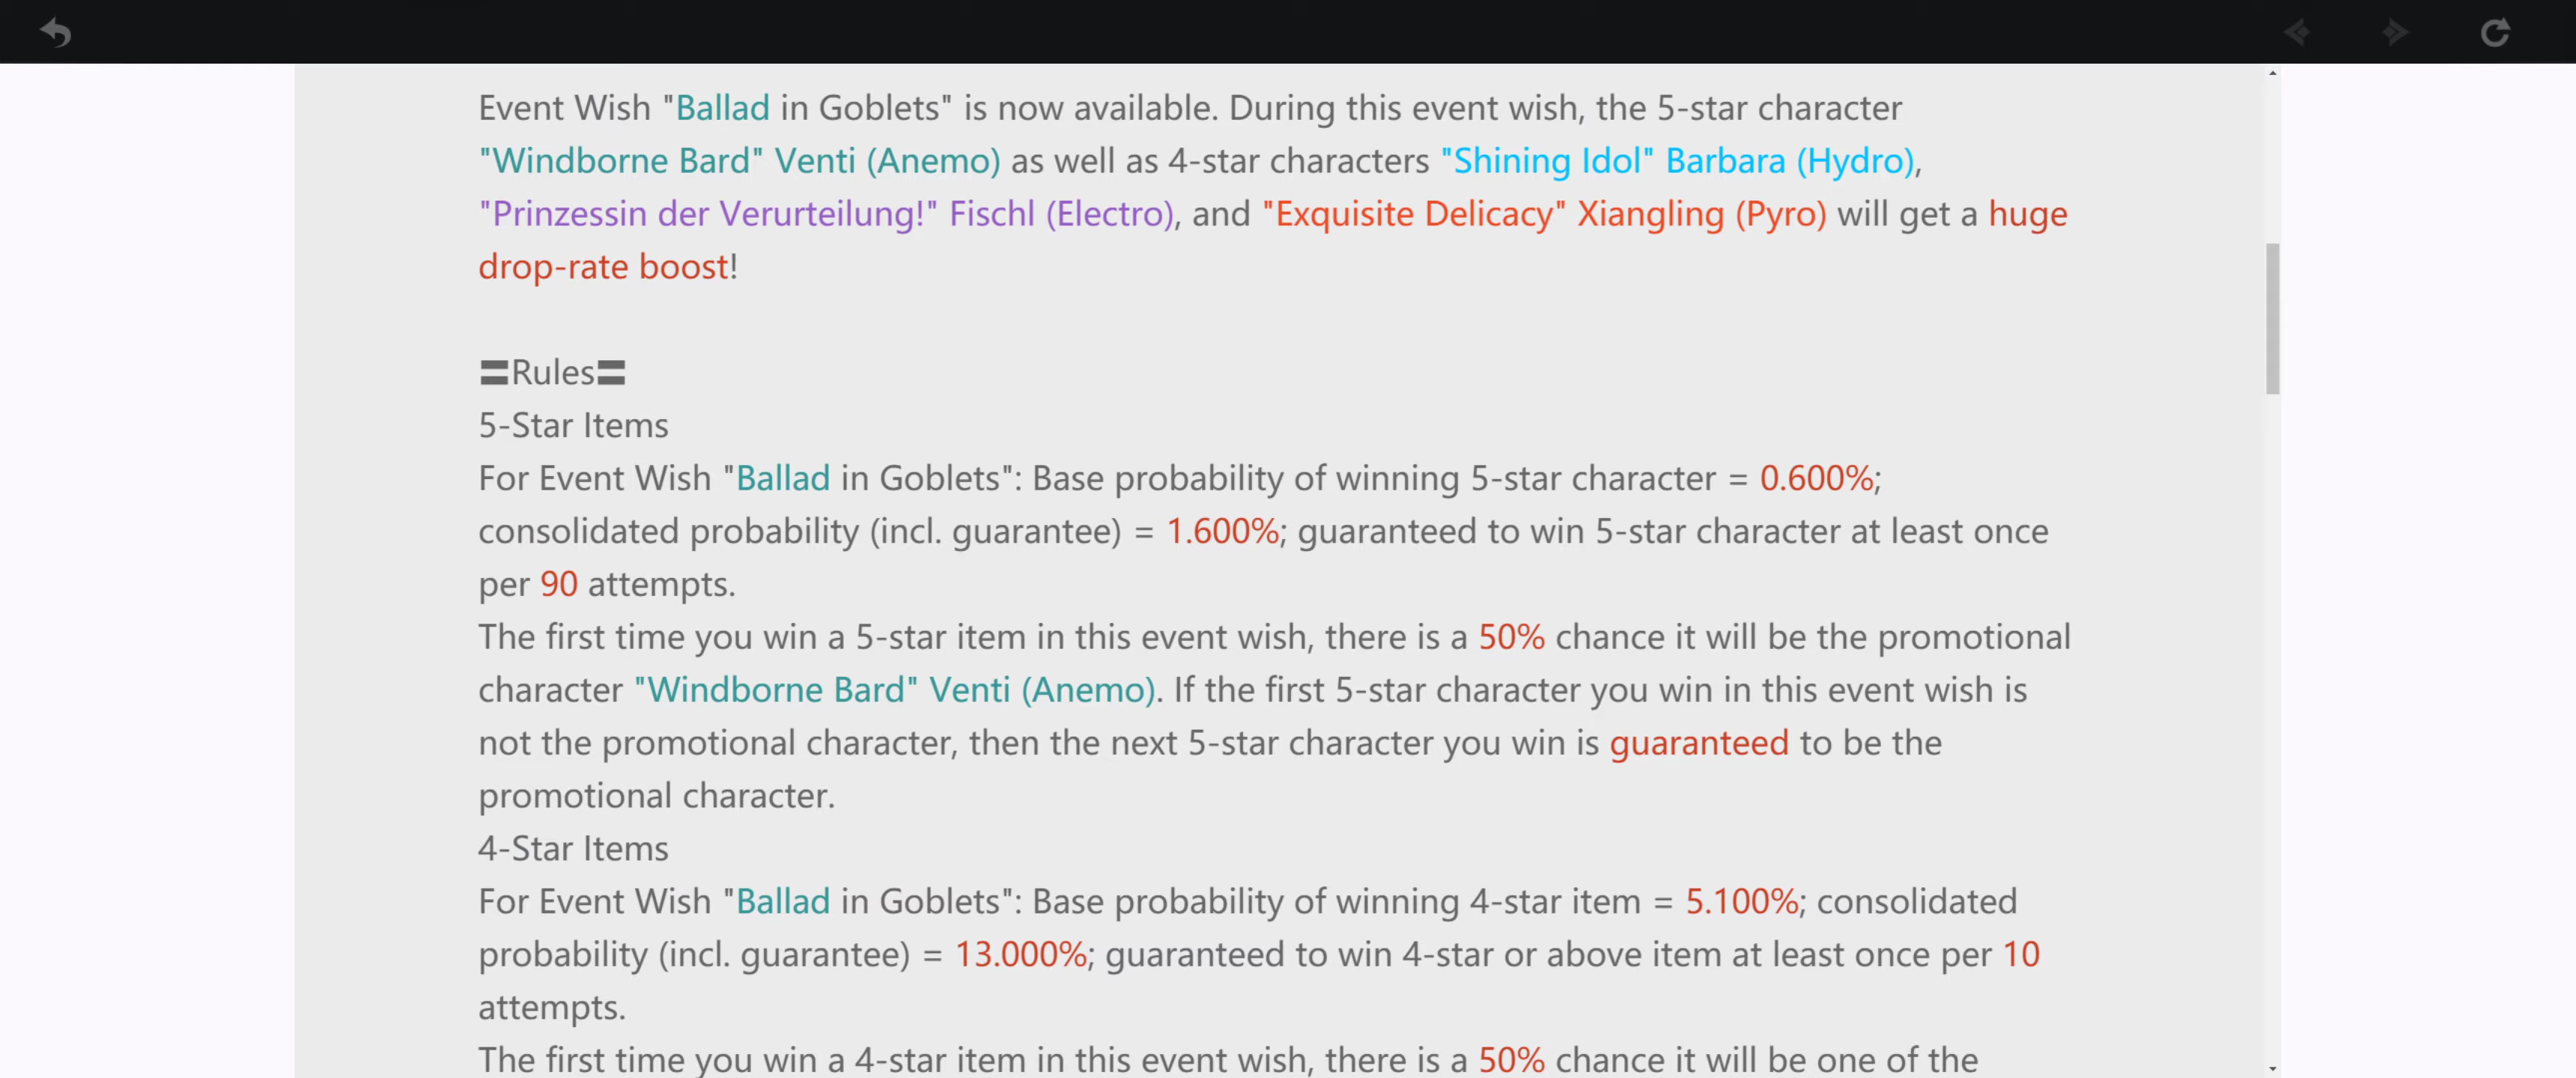 Event Wish "Ballad in Goblets" is now available. During this event wish, the 5-star character
"Windborne Bard" Venti (Anemo) as well as 4-star characters "Shining Idol" Barbara (Hydro),
"Prinzessin der Verurteilung!" Fischl (Electro), and "Exquisite Delicacy" Xiangling (Pyro) will get a huge
drop-rate boost!
〓Rules〓
5-Star Items
For Event Wish "Ballad in Goblets": Base probability of winning 5-star character = 0.600%;
consolidated probability (incl. guarantee) = 1.600%; guaranteed to win 5-star character at least once
per 90 attempts.
The first time you win a 5-star item in this event wish, there is a 50% chance it will be the promotional
character "Windborne Bard" Venti (Anemo). If the first 5-star character you win in this event wish is
not the promotional character, then the next 5-star character you win is guaranteed to be the
promotional character.
4-Star Items
For Event Wish "Ballad in Goblets": Base probability of winning 4-star item = 5.100%; consolidated
probability (incl. guarantee) = 13.000%; guaranteed to win 4-star or above item at least once per 10
attempts.
The first time you win a 4-star item in this event wish, there is a 50% chance it will be one of the